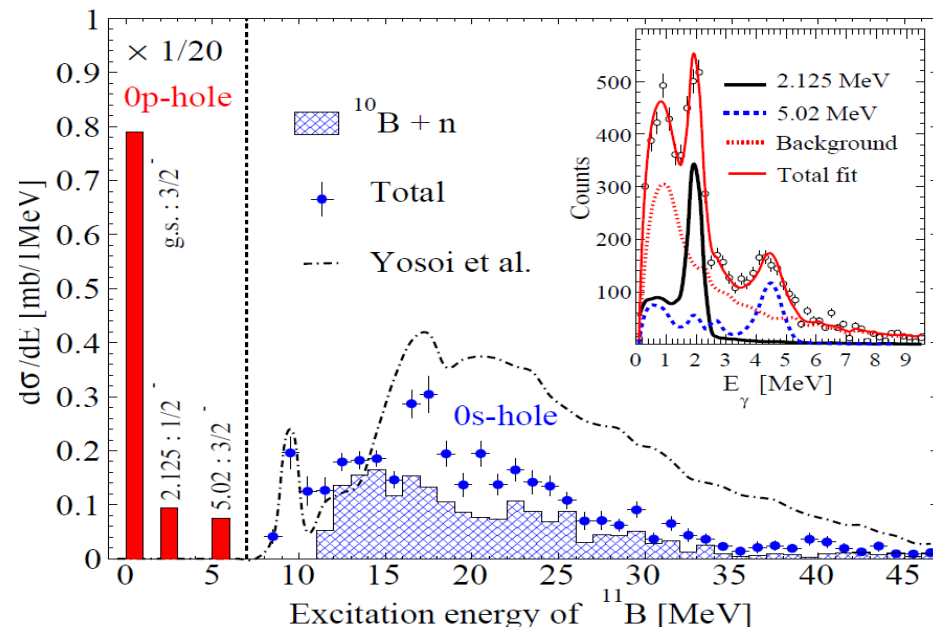 1
0.9
0.8
0.7
0.6
0.5
0.4
0.3
0.2
0.1
0
dσ/dE [mb/1MeV]
× 1/20
0p-hole
g.s. : 3/2⁻
2.125 : 1/2⁻
5.02 : 3/2⁻
¹⁰B + n
Total
Yosoi et al.
0s-hole
0 5 10 15 20 25 30 35 40 45
Excitation energy of ¹¹B [MeV]
500
400
300
200
100
Counts
2.125 MeV
5.02 MeV
Background
Total fit
0 1 2 3 4 5 6 7 8 9
E_γ [MeV]